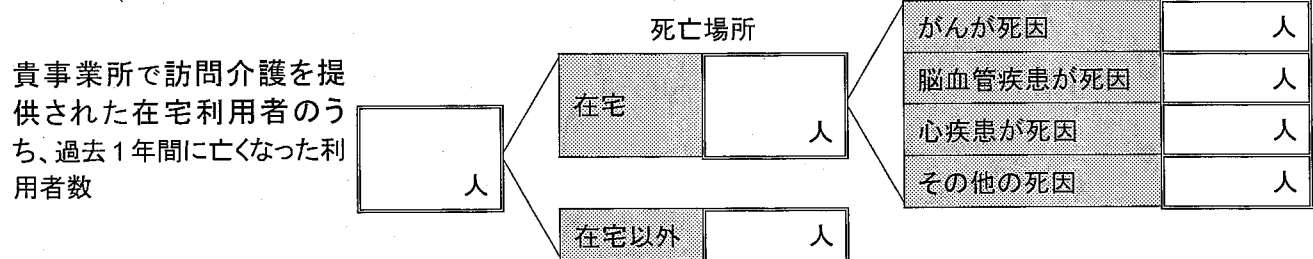 貴事業所で訪問介護を提
供された在宅利用者のう
ち、過去1年間に亡くなった利
用者数
人
死亡場所
在宅
人
在宅以外
人
がんが死因
人
脳血管疾患が死因
人
心疾患が死因
人
その他の死因
人